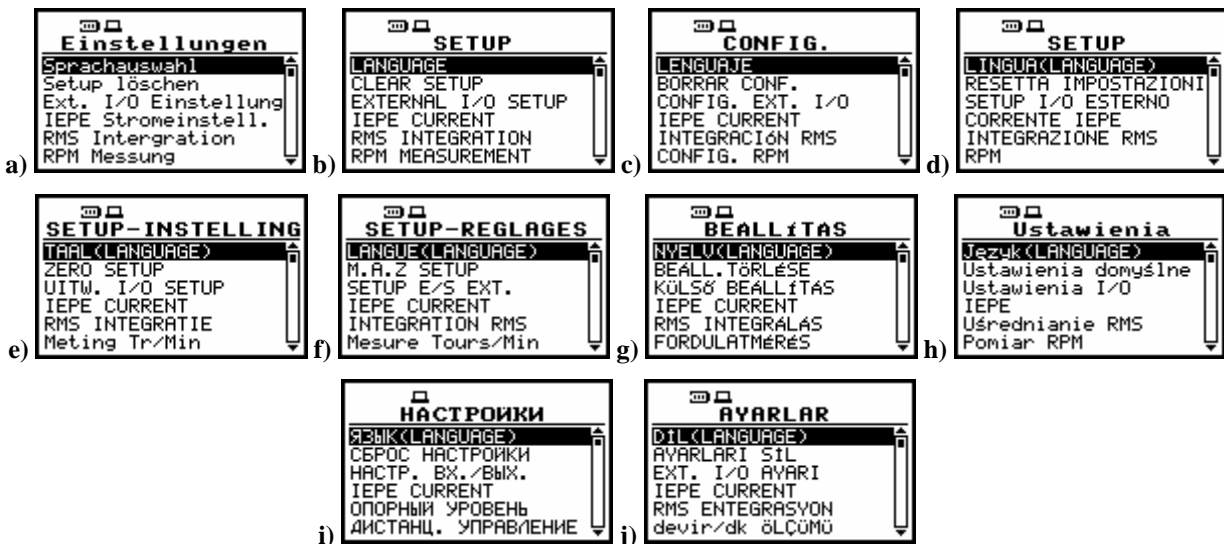 Einstellungen
Sprachauswahl
Setup löschen
Ext. I/O Einstellung
IEPE Stromeinstell.
RMS Intergration
RPM Messung
a)
SETUP
LANGUAGE
CLEAR SETUP
EXTERNAL I/O SETUP
IEPE CURRENT
RMS INTEGRATION
RPM MEASUREMENT
b)
CONFIG.
LENGUAJE
BORRAR CONF.
CONFIG. EXT. I/O
IEPE CURRENT
INTEGRACIóN RMS
CONFIG. RPM
c)
SETUP
LINGUA(LANGUAGE)
RESETTA IMPOSTAZIONI
SETUP I/O ESTERNO
CORRENTE IEPE
INTEGRAZIONE RMS
RPM
d)
SETUP-INSTELLING
TAAL(LANGUAGE)
ZERO SETUP
UITW. I/O SETUP
IEPE CURRENT
RMS INTEGRATIE
Meting Tr/Min
e)
SETUP-REGLAGES
LANGUE(LANGUAGE)
M.A.Z SETUP
SETUP E/S EXT.
IEPE CURRENT
INTEGRATION RMS
Mesure Tours/Min
f)
BEALLíTAS
NYELV(LANGUAGE)
BEáLL.TöRLéSE
KüLSő BEáLLíTáS
IEPE CURRENT
RMS INTEGRáLáS
FORDULATMéRéS
g)
Ustawienia
Język(LANGUAGE)
Ustawienia domyślne
Ustawienia I/O
IEPE
Uśrednianie RMS
Pomiar RPM
h)
НАСТРОЙКИ
ЯЗЫК(LANGUAGE)
СБРОС НАСТРОЙКИ
НАСТР. ВХ./ВЫХ.
IEPE CURRENT
ОПОРНЫЙ УРОВЕНЬ
ДИСТАНЦ. УПРАВЛЕНИЕ
i)
AYARLAR
DİL(LANGUAGE)
AYARLARI SİL
EXT. I/O AYARI
IEPE CURRENT
RMS ENTEGRASYON
devir/dk öLÇüMü
j)